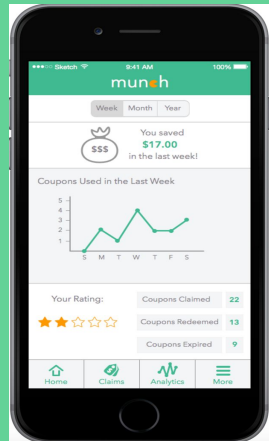 Sketch 9:41 AM 100%
munch
Week Month Year
$$$
You saved
$17.00
in the last week!
Coupons Used in the Last Week
5
4
3
2
1
S M T W T F S
Your Rating:
Coupons Claimed 22
Coupons Redeemed 13
Coupons Expired 9
Home Claims Analytics More